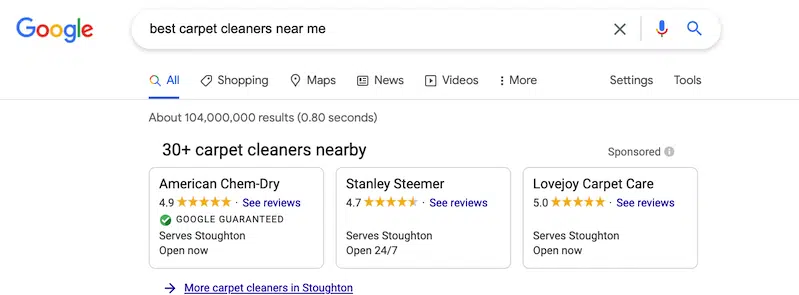 Google
best carpet cleaners near me
All Shopping Maps News Videos More Settings Tools
About 104,000,000 results (0.80 seconds)
30+ carpet cleaners nearby Sponsored
American Chem-Dry
4.9 · See reviews
GOOGLE GUARANTEED
Serves Stoughton
Open now
Stanley Steemer
4.7 · See reviews
Serves Stoughton
Open 24/7
Lovejoy Carpet Care
5.0 · See reviews
Serves Stoughton
Open now
More carpet cleaners in Stoughton